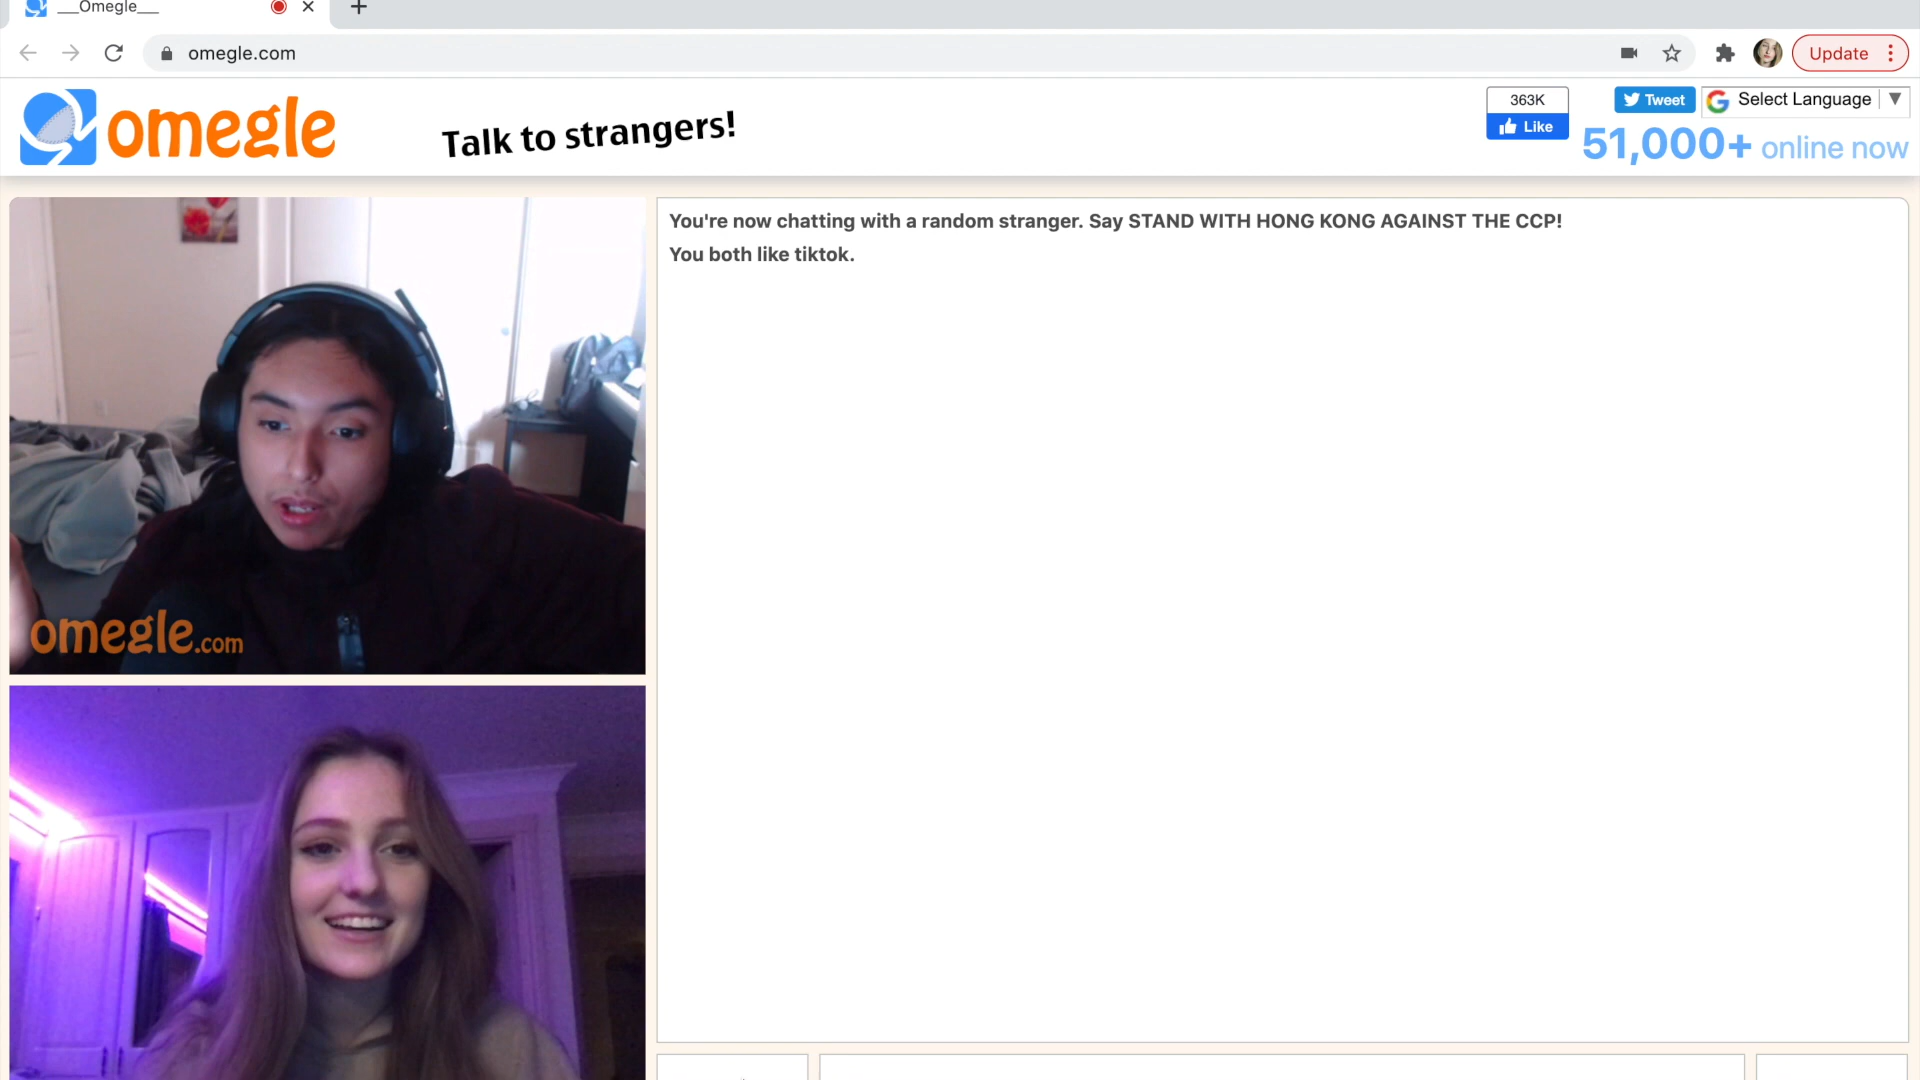 ___Omegle___
omegle.com
Update
omegle
Talk to strangers!
363K
Like
Tweet
Select Language
51,000+ online now
You're now chatting with a random stranger. Say STAND WITH HONG KONG AGAINST THE CCP!
You both like tiktok.
omegle.com